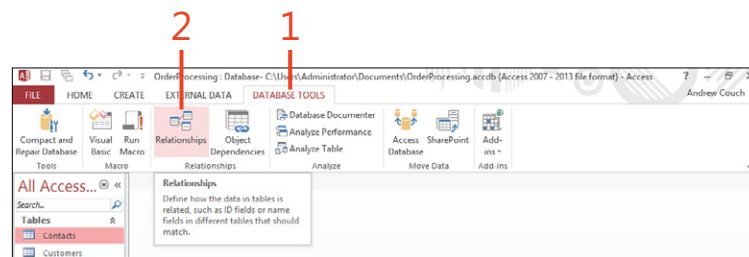 2 1
OrderProcessing : Database- C:\Users\Administrator\Documents\OrderProcessing.accdb (Access 2007 - 2013 file format) - Access ?
FILE HOME CREATE EXTERNAL DATA DATABASE TOOLS Andrew Couch
Compact and Repair Database
Visual Basic
Run Macro
Relationships
Object Dependencies
Database Documenter
Analyze Performance
Analyze Table
Access Database
SharePoint
Add-ins
Tools Macro Relationships Analyze Move Data Add-Ins
All Access... «
Search...
Tables
Contacts
Customers
Relationships
Define how the data in tables is
related, such as ID fields or name
fields in different tables that should
match.